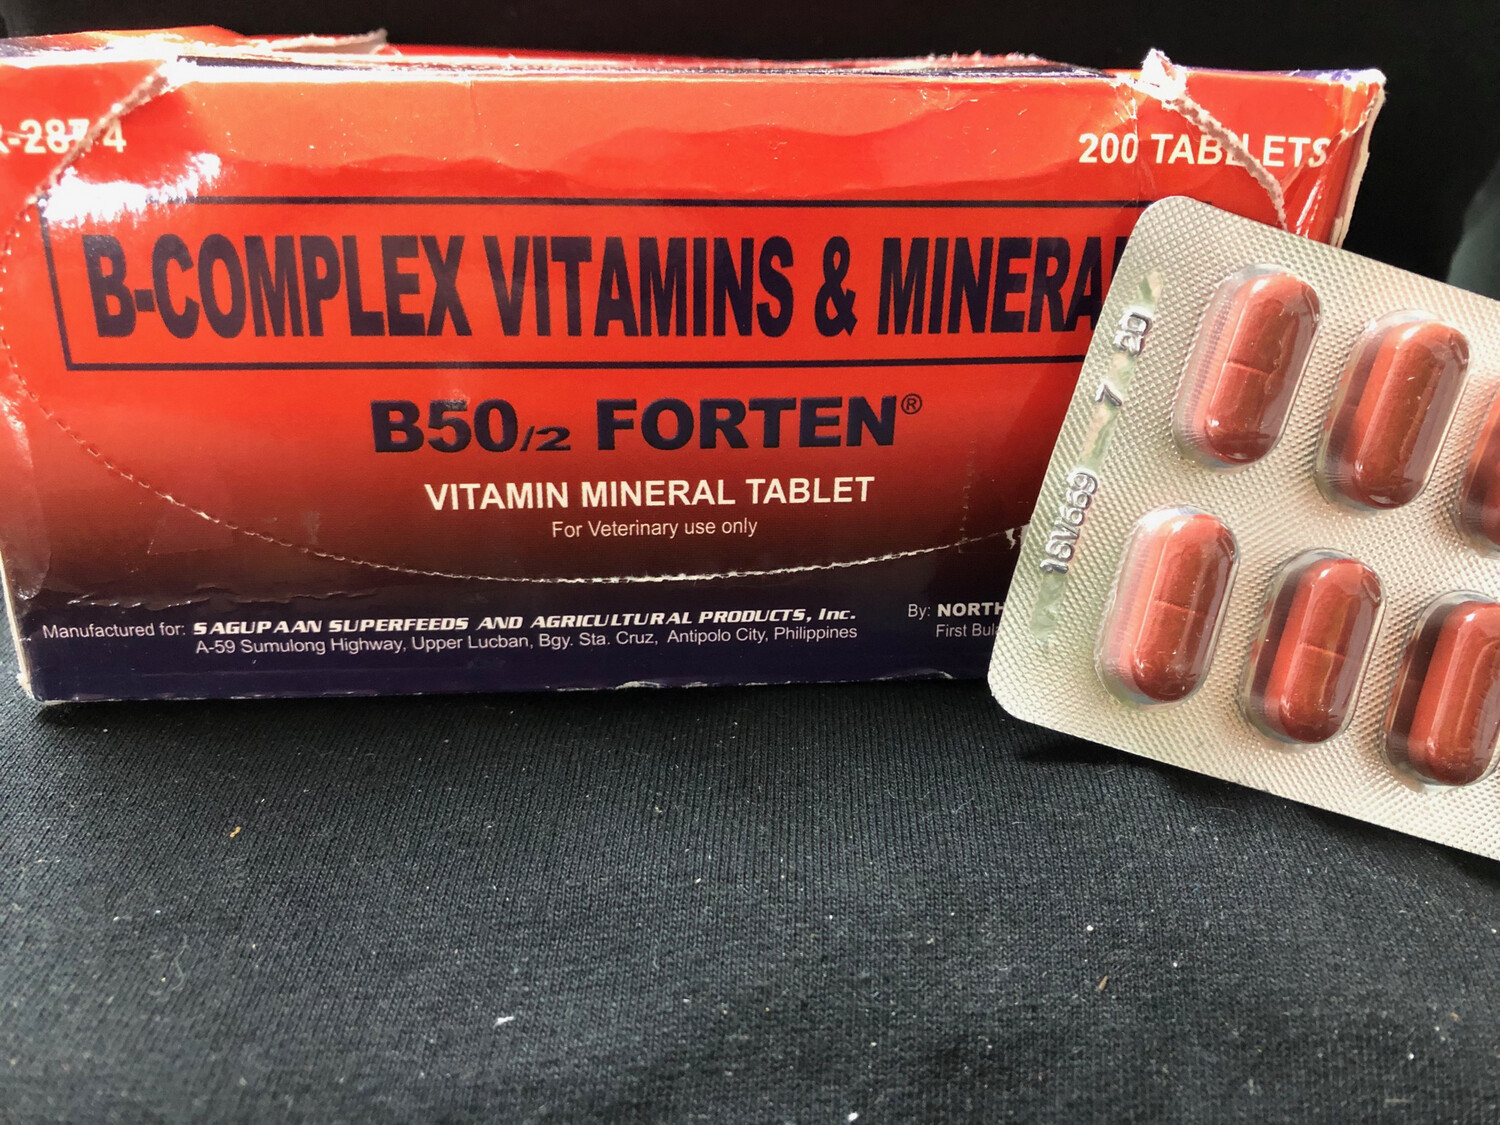 200 TABLETS
B-COMPLEX VITAMINS & MINERA
B50/2 FORTEN®
VITAMIN MINERAL TABLET
For Veterinary use only
Manufactured for: SAGUPAAN SUPERFEEDS AND AGRICULTURAL PRODUCTS, Inc.
A-59 Sumulong Highway, Upper Lucban, Bgy. Sta. Cruz, Antipolo City, Philippines
By: NORTH
First Bul
7 20